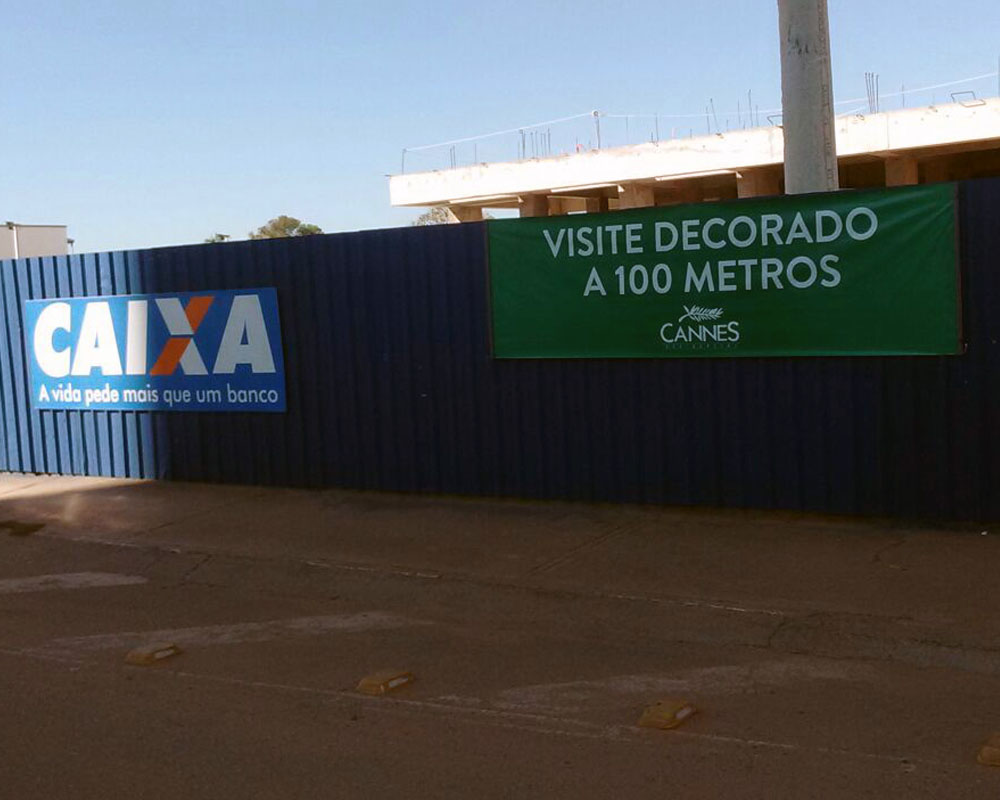 CAIXA
A vida pede mais que um banco
VISITE DECORADO
A 100 METROS
CANNES